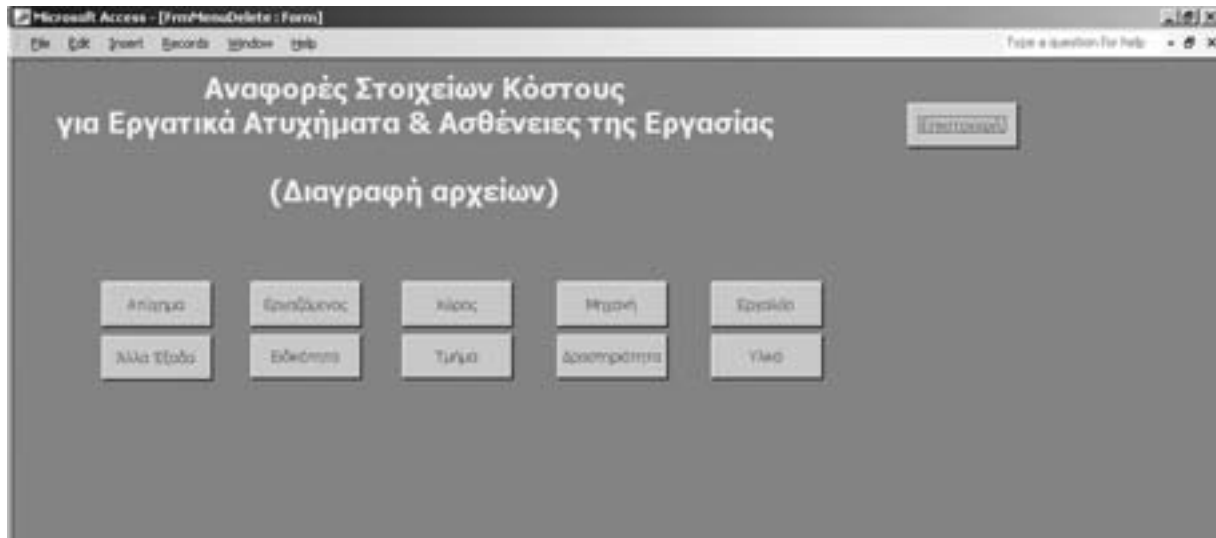 Microsoft Access - [FrmMenuDelete : Form]
File Edit Insert Records Window Help Type a question for help
Αναφορές Στοιχείων Κόστους
για Εργατικά Ατυχήματα & Ασθένειες της Εργασίας
Επιστροφή
(Διαγραφή αρχείων)
Ατύχημα Εργαζόμενος Χώρος Μηχανή Εργαλείο
Άλλα Έξοδα Ειδικότητα Τμήμα Δραστηριότητα Υλικό